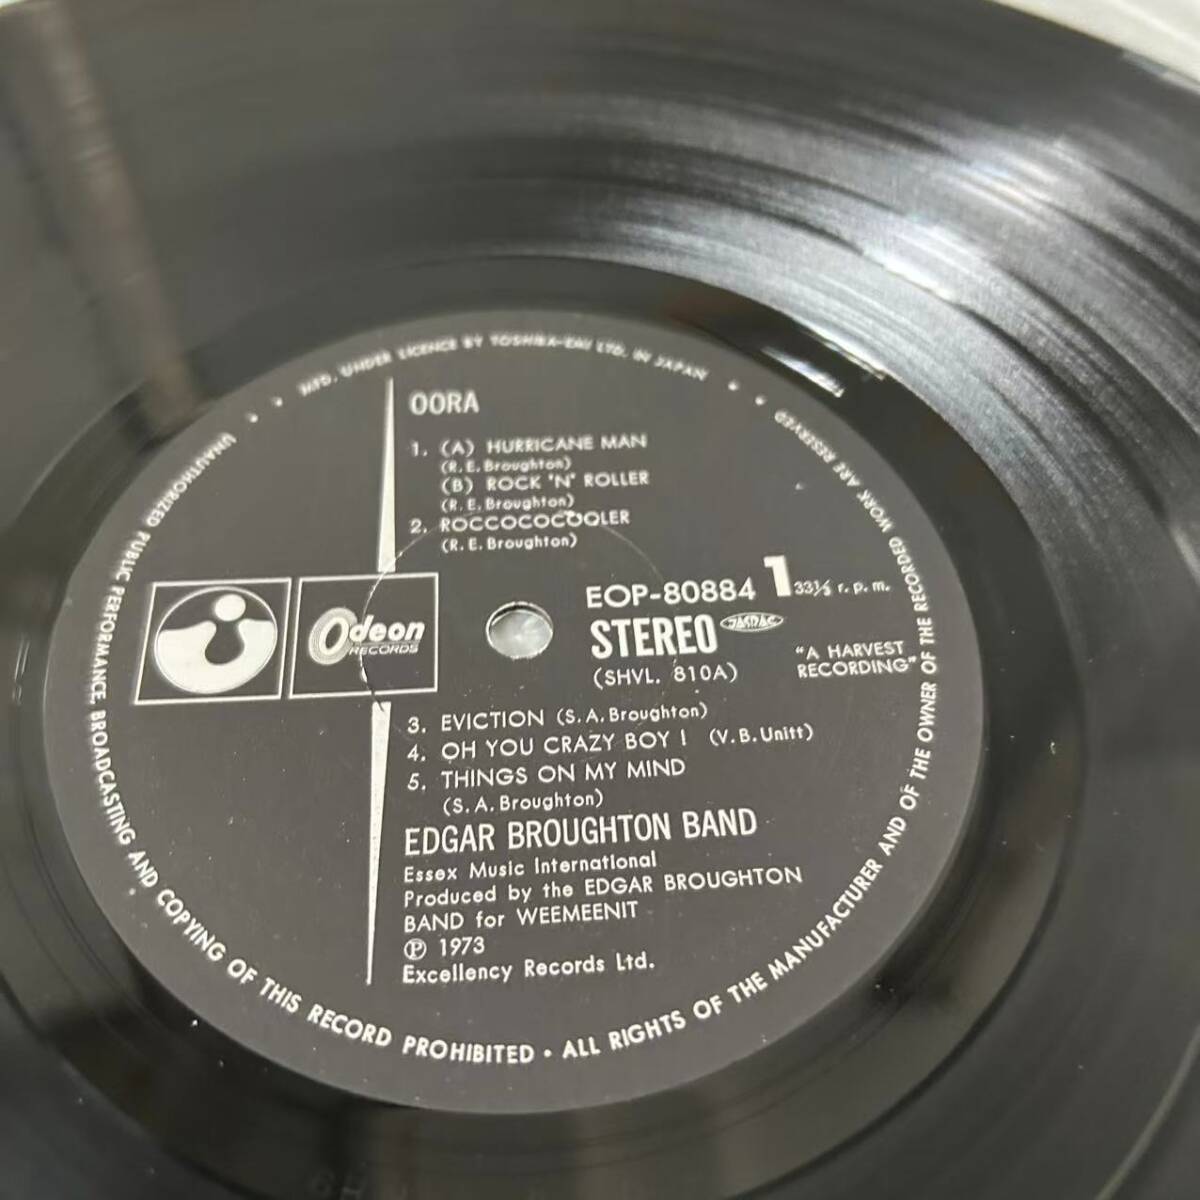 MFD. UNDER LICENCE BY TOSHIBA-EMI LTD. IN JAPAN
OORA
1. (A) HURRICANE MAN
(R. E. Broughton)
(B) ROCK 'N' ROLLER
(R. E. Broughton)
2. ROCCOCOCOOLER
(R. E. Broughton)
Odeon
RECORDS
EOP-80884 1 33⅓ r. p. m.
STEREO JASRAC
(SHVL. 810A)
"A HARVEST
RECORDING"
3. EVICTION (S. A. Broughton)
4. OH YOU CRAZY BOY ! (V. B. Unitt)
5. THINGS ON MY MIND
(S. A. Broughton)
EDGAR BROUGHTON BAND
Essex Music International
Produced by the EDGAR BROUGHTON
BAND for WEEMEENIT
Ⓟ 1973
Excellency Records Ltd.
UNAUTHORIZED PUBLIC PERFORMANCE, BROADCASTING AND COPYING OF THIS RECORD PROHIBITED • ALL RIGHTS OF THE MANUFACTURER AND OF THE OWNER OF THE RECORDED WORK ARE RESERVED